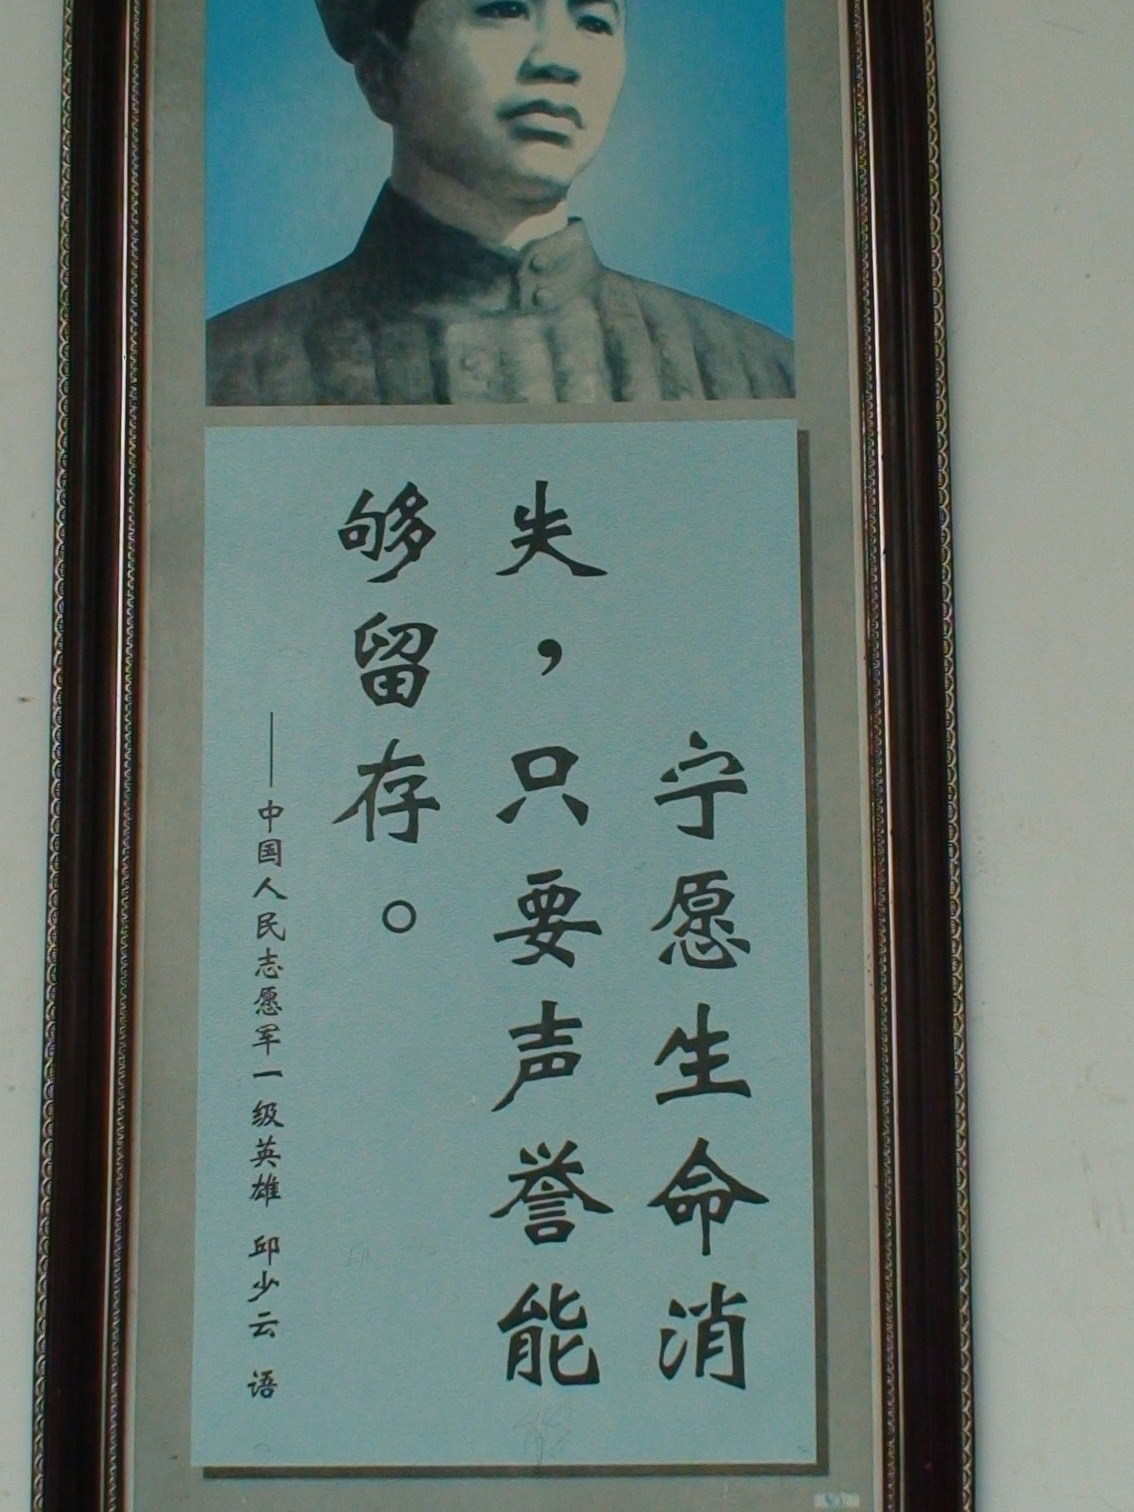 宁愿生命消
失，只要声誉能
够留存。
——中国人民志愿军一级英雄 邱少云 语